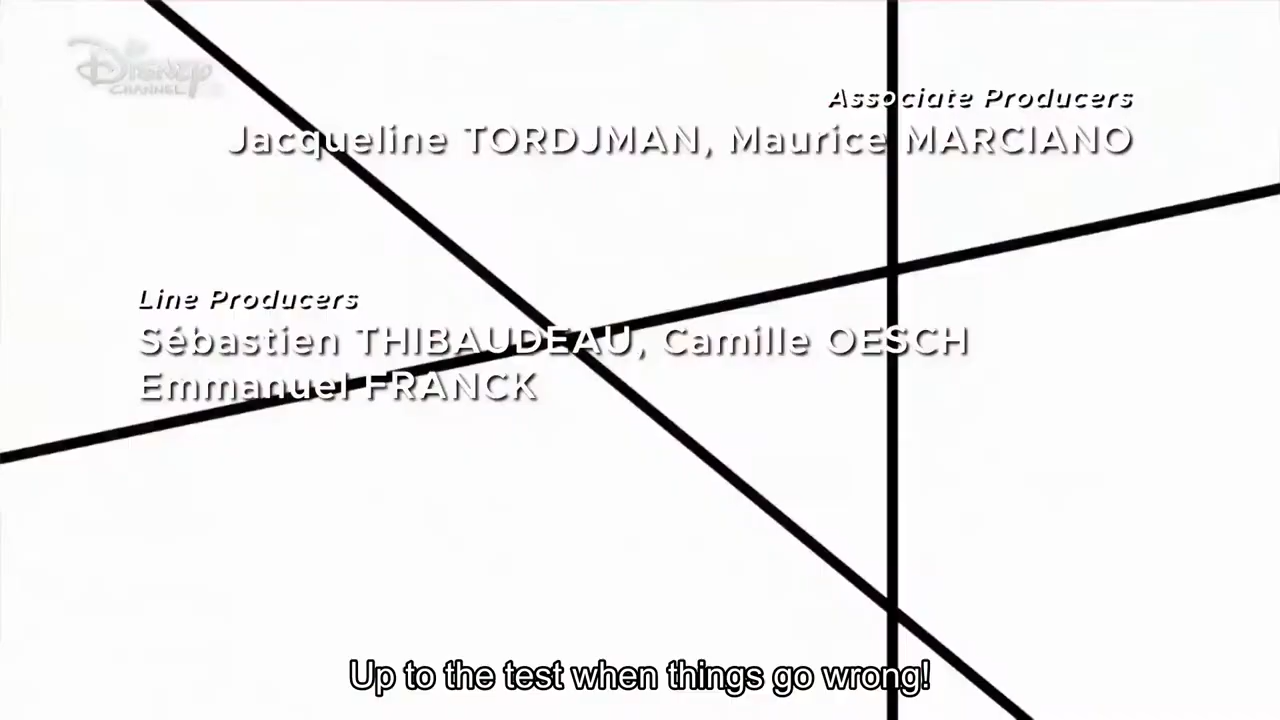 Disney
CHANNEL
Associate Producers
Jacqueline TORDJMAN, Maurice MARCIANO
Line Producers
Sébastien THIBAUDEAU, Camille OESCH
Emmanuel FRANCK
Up to the test when things go wrong!